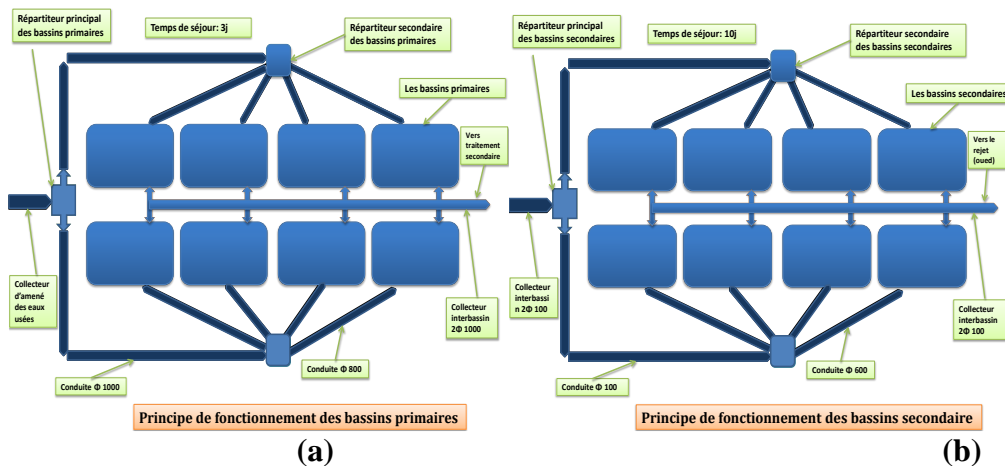 Répartiteur principal
des bassins primaires
Temps de séjour: 3j
Répartiteur secondaire
des bassins primaires
Les bassins primaires
Vers
traitement
secondaire
Collecteur
d'amené
des eaux
usées
Collecteur
interbassin
2Φ 1000
Conduite Φ 800
Conduite Φ 1000
Principe de fonctionnement des bassins primaires
(a)
Répartiteur principal
des bassins secondaires
Temps de séjour: 10j
Répartiteur secondaire
des bassins secondaires
Les bassins secondaires
Vers le
rejet
(oued)
Collecteur
interbassi
n 2Φ 100
Collecteur
interbassin
2Φ 100
Conduite Φ 600
Conduite Φ 100
Principe de fonctionnement des bassins secondaire
(b)